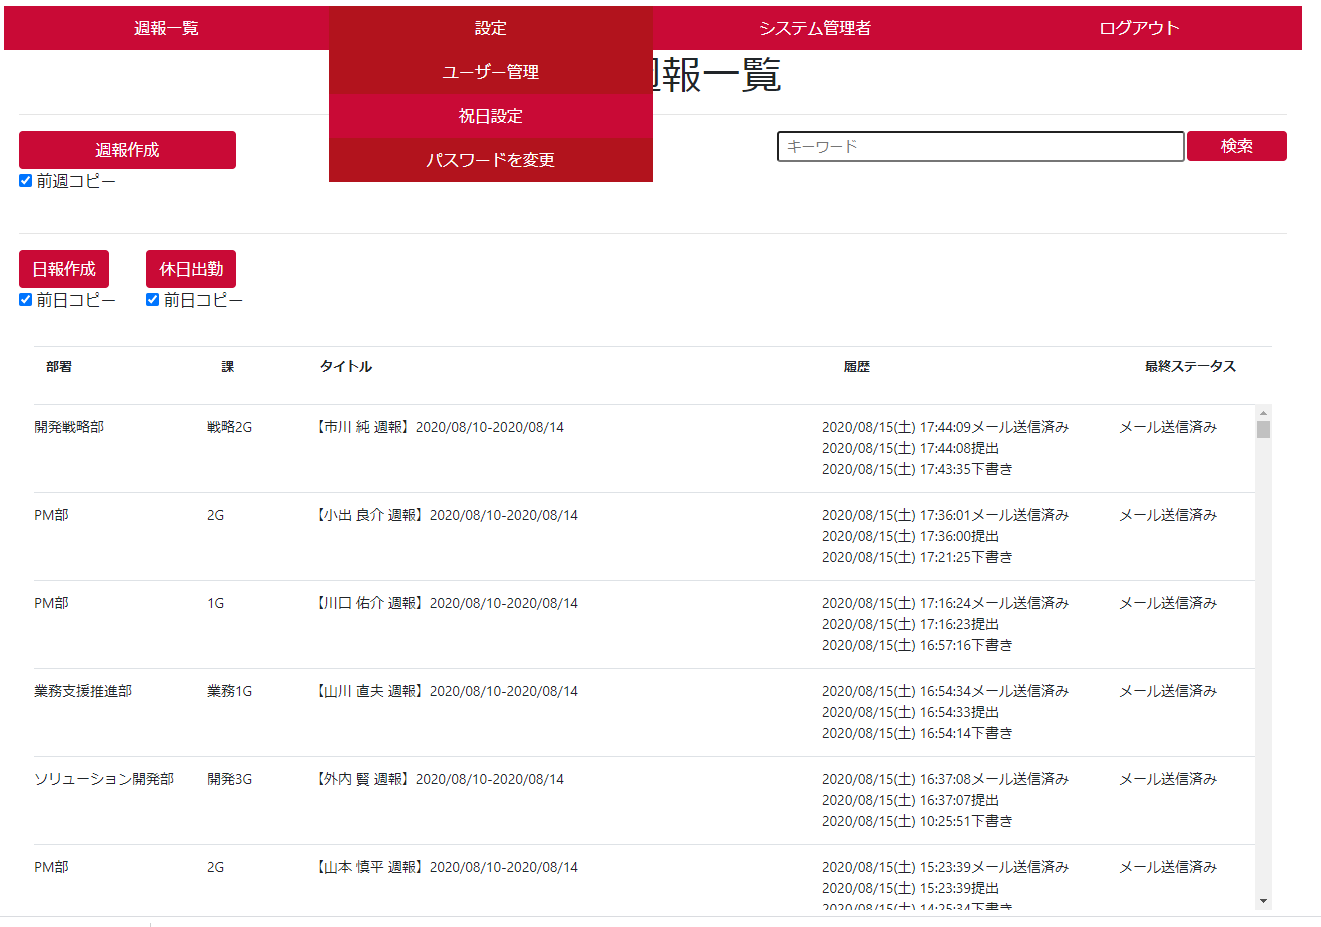 週報一覧 設定 システム管理者 ログアウト
ユーザー管理
祝日設定
パスワードを変更
報一覧
週報作成
前週コピー
キーワード 検索
日報作成 休日出勤
前日コピー 前日コピー
部署 課 タイトル 履歴 最終ステータス
開発戦略部 戦略2G 【市川 純 週報】2020/08/10-2020/08/14 2020/08/15(土) 17:44:09メール送信済み メール送信済み
2020/08/15(土) 17:44:08提出
2020/08/15(土) 17:43:35下書き
PM部 2G 【小出 良介 週報】2020/08/10-2020/08/14 2020/08/15(土) 17:36:01メール送信済み メール送信済み
2020/08/15(土) 17:36:00提出
2020/08/15(土) 17:21:25下書き
PM部 1G 【川口 佑介 週報】2020/08/10-2020/08/14 2020/08/15(土) 17:16:24メール送信済み メール送信済み
2020/08/15(土) 17:16:23提出
2020/08/15(土) 16:57:16下書き
業務支援推進部 業務1G 【山川 直夫 週報】2020/08/10-2020/08/14 2020/08/15(土) 16:54:34メール送信済み メール送信済み
2020/08/15(土) 16:54:33提出
2020/08/15(土) 16:54:14下書き
ソリューション開発部 開発3G 【外内 賢 週報】2020/08/10-2020/08/14 2020/08/15(土) 16:37:08メール送信済み メール送信済み
2020/08/15(土) 16:37:07提出
2020/08/15(土) 10:25:51下書き
PM部 2G 【山本 慎平 週報】2020/08/10-2020/08/14 2020/08/15(土) 15:23:39メール送信済み メール送信済み
2020/08/15(土) 15:23:39提出
2020/08/15(土) 14:25:34下書き